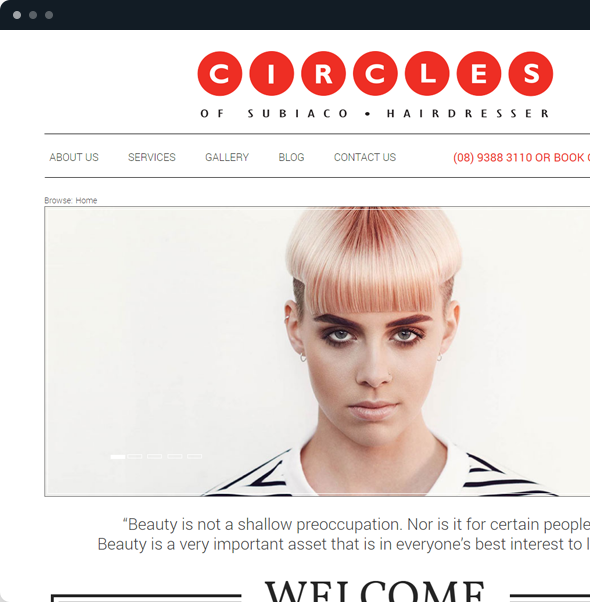 CIRCLES
OF SUBIACO • HAIRDRESSER
ABOUT US SERVICES GALLERY BLOG CONTACT US (08) 9388 3110 OR BOOK
Browse: Home
“Beauty is not a shallow preoccupation. Nor is it for certain people
Beauty is a very important asset that is in everyone’s best interest to
WELCOME